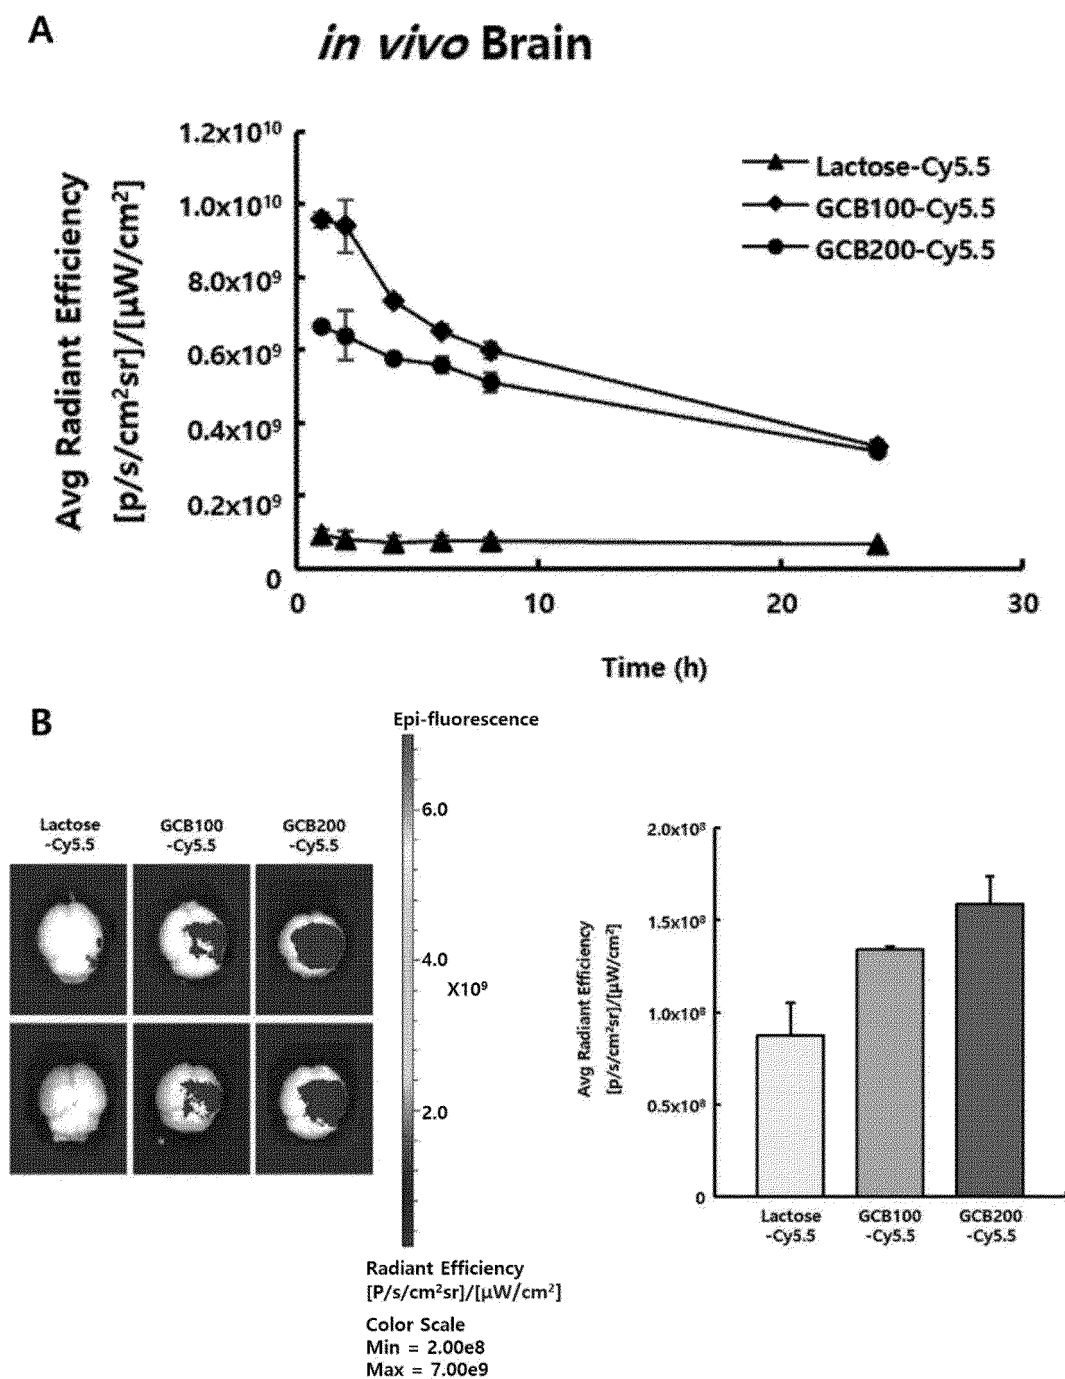 A
in vivo Brain
Avg Radiant Efficiency
[p/s/cm²sr]/[μW/cm²]
1.2x10¹⁰
1.0x10¹⁰
8.0x10⁹
0.6x10⁹
0.4x10⁹
0.2x10⁹
0
0
10
20
30
Time (h)
Lactose-Cy5.5
GCB100-Cy5.5
GCB200-Cy5.5
B
Lactose
-Cy5.5
GCB100
-Cy5.5
GCB200
-Cy5.5
Epi-fluorescence
6.0
4.0
X10⁹
2.0
Radiant Efficiency
[P/s/cm²sr]/[μW/cm²]
Color Scale
Min = 2.00e8
Max = 7.00e9
Avg Radiant Efficiency
[p/s/cm²sr]/[μW/cm²]
2.0x10⁸
1.5x10⁸
1.0x10⁸
0.5x10⁸
0
Lactose
-Cy5.5
GCB100
-Cy5.5
GCB200
-Cy5.5